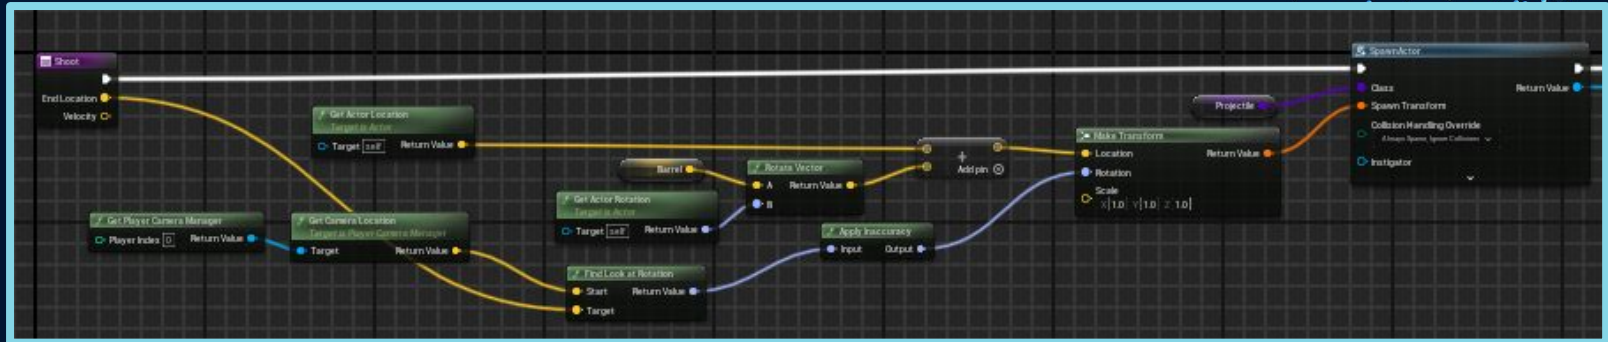 Shoot
End Location
Velocity
Get Actor Location
Target is Actor
Target self Return Value
Get Player Camera Manager
Player Index 0 Return Value
Get Camera Location
Target is Player Camera Manager
Target Return Value
Barrel
Get Actor Rotation
Target is Actor
Target self Return Value
Find Look at Rotation
Start Return Value
Target
Rotate Vector
A Return Value
B
Apply Inaccuracy
Input Output
+
Add pin
Make Transform
Location Return Value
Rotation
Scale
X 1.0 Y 1.0 Z 1.0
Projectile
SpawnActor
Class Return Value
Spawn Transform
Collision Handling Override
Always Spawn, Ignore Collisions
Instigator